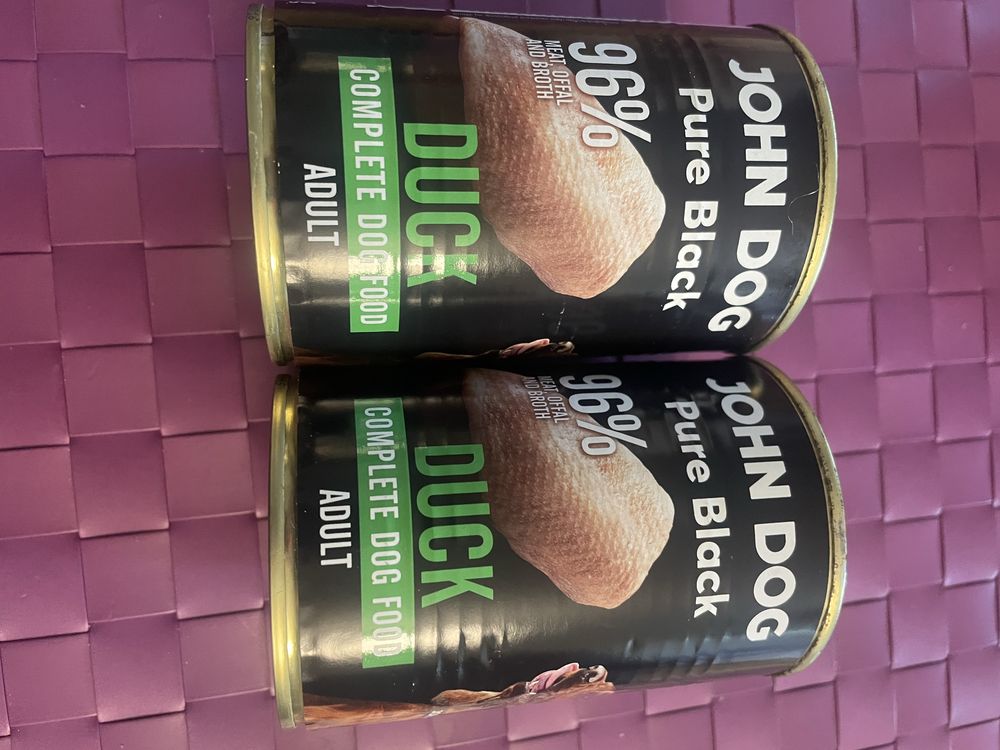 JOHN DOG
Pure Black
96%
MEAT OFFAL
AND BROTH
DUCK
COMPLETE DOG FOOD
ADULT
JOHN DOG
Pure Black
96%
MEAT OFFAL
AND BROTH
DUCK
COMPLETE DOG FOOD
ADULT